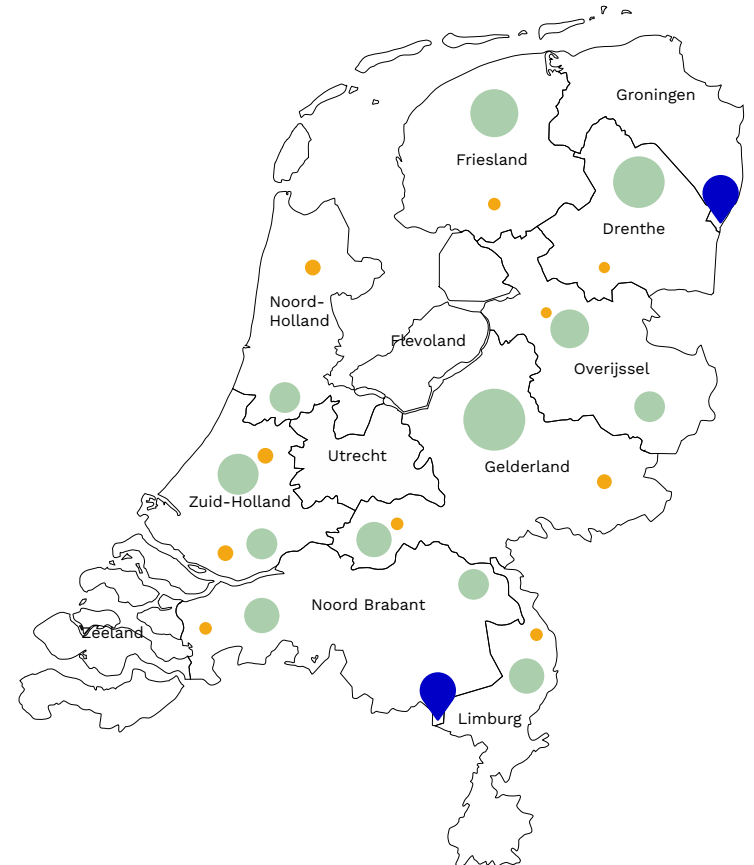 Groningen
Friesland
Drenthe
Noord-
Holland
Flevoland
Overijssel
Utrecht
Gelderland
Zuid-Holland
Noord Brabant
Zeeland
Limburg